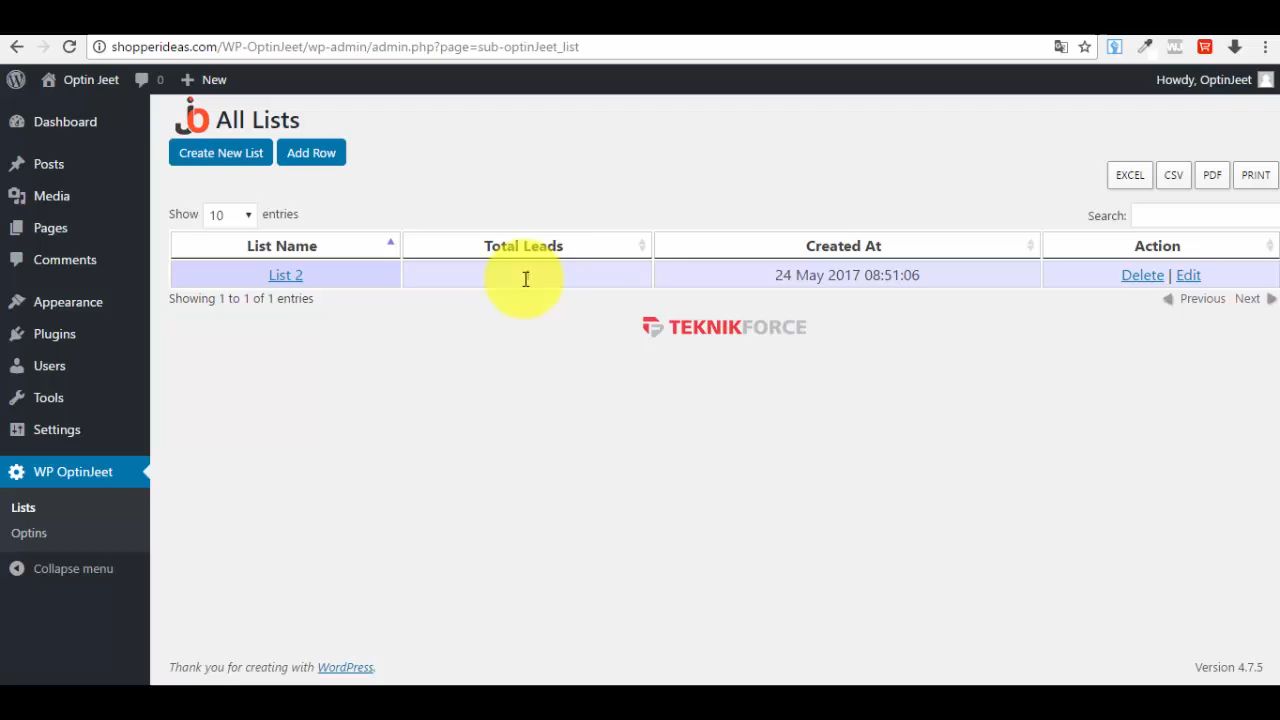 shopperideas.com/WP-OptinJeet/wp-admin/admin.php?page=sub-optinJeet_list
Optin Jeet 0 New Howdy, OptinJeet
Dashboard
Posts
Media
Pages
Comments
Appearance
Plugins
Users
Tools
Settings
WP OptinJeet
Lists
Optins
Collapse menu
All Lists
Create New List Add Row
EXCEL CSV PDF PRINT
Show 10 entries Search:
List Name Total Leads Created At Action
List 2 24 May 2017 08:51:06 Delete | Edit
Showing 1 to 1 of 1 entries Previous Next
TEKNIKFORCE
Thank you for creating with WordPress. Version 4.7.5